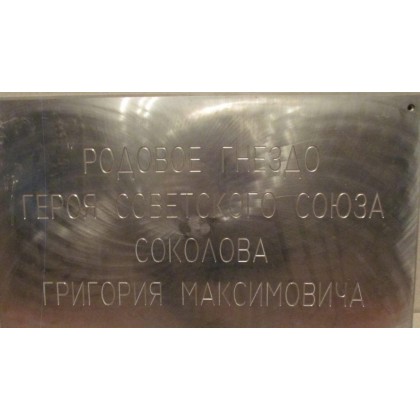 РОДОВОЕ ГНЕЗДО
ГЕРОЯ СОВЕТСКОГО СОЮЗА
СОКОЛОВА
ГРИГОРИЯ МАКСИМОВИЧА